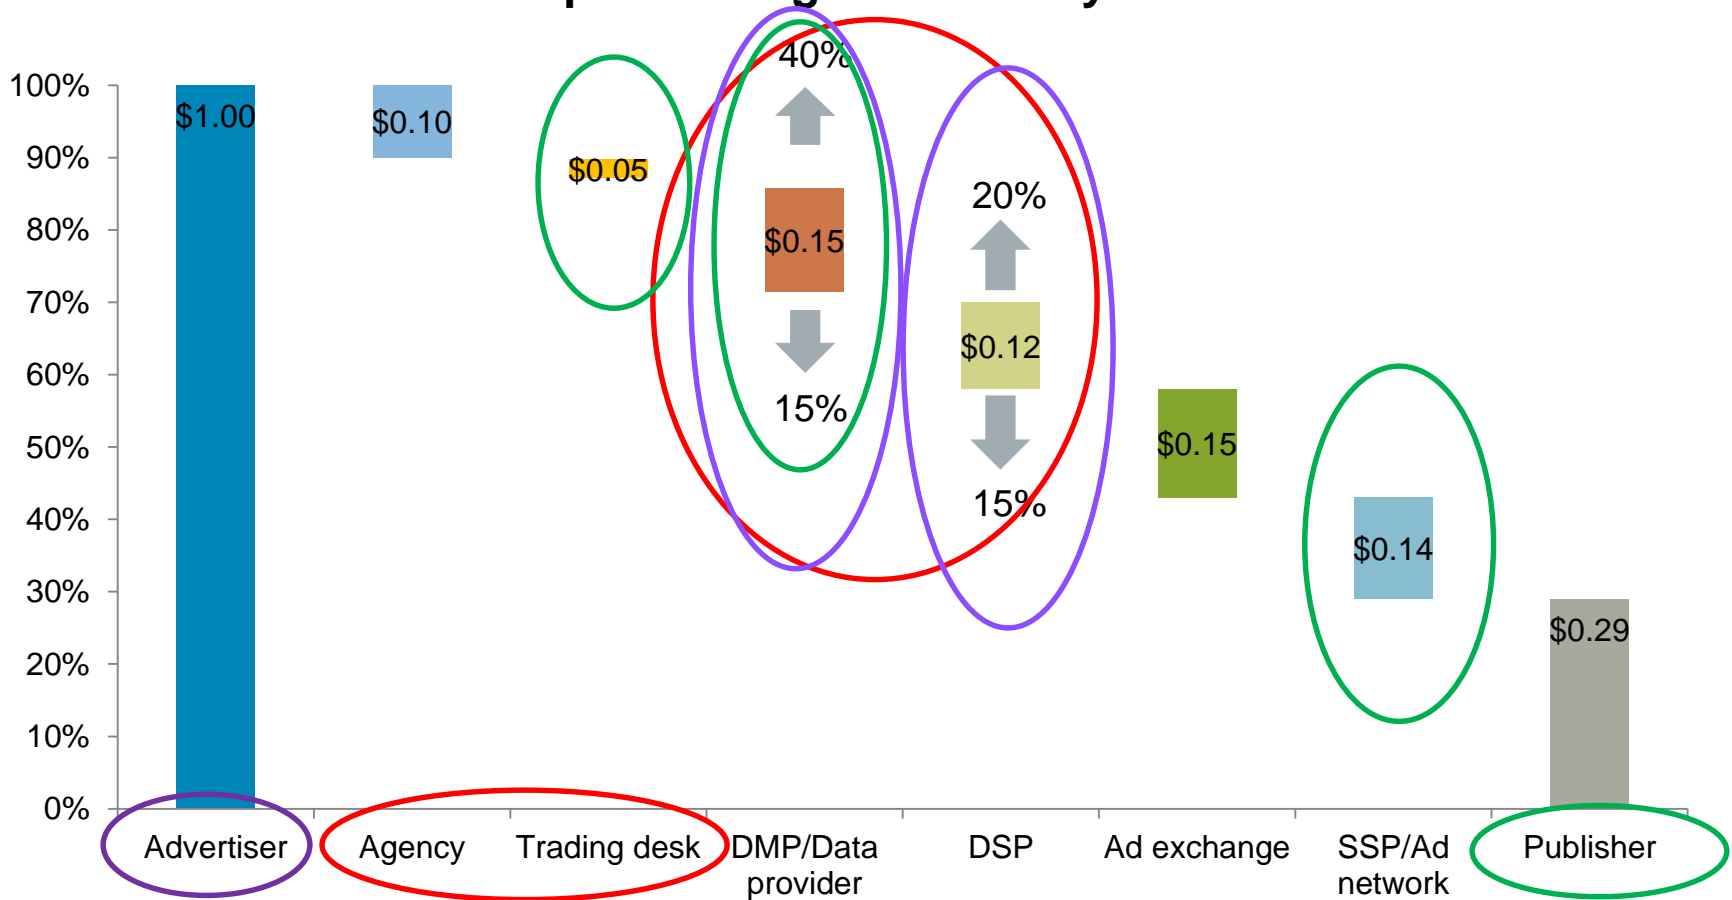 40%
100%
$1.00
$0.10
90%
$0.05
20%
80%
$0.15
70%
$0.12
60%
15%
50%
$0.15
15%
40%
$0.14
30%
$0.29
20%
10%
0%
Advertiser
Agency
Trading desk
DMP/Data
provider
DSP
Ad exchange
SSP/Ad
network
Publisher